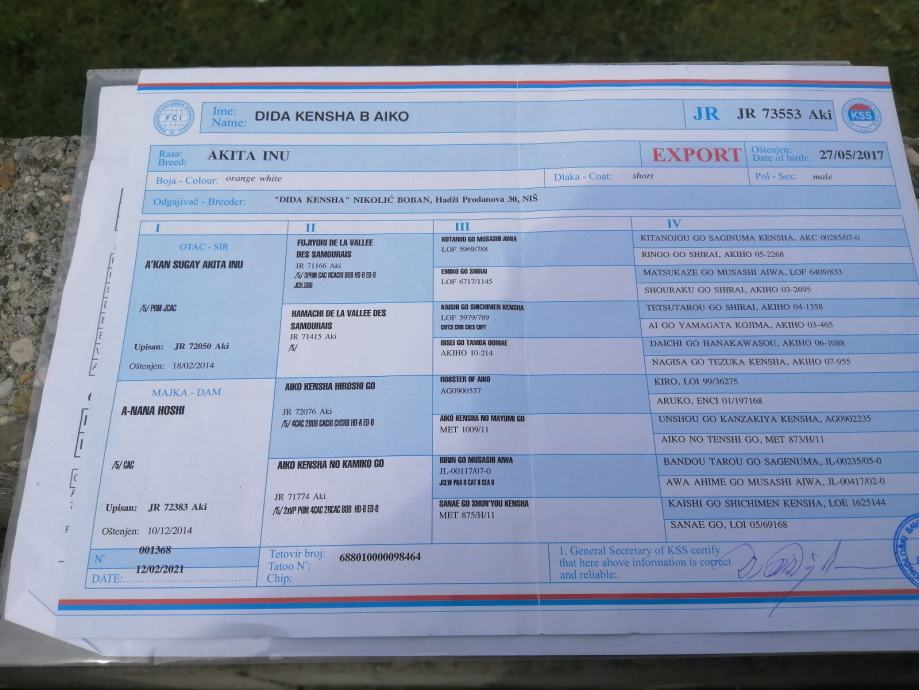 FCI
Ime:
Name: DIDA KENSHA B AIKO
JR JR 73553 Aki
KSS
Rasa:
Breed: AKITA INU
EXPORT
Oštenjen:
Date of birth: 27/05/2017
Boja - Colour: orange white
Dlaka - Coat: short
Pol - Sex: male
Odgajivač - Breeder: "DIDA KENSHA" NIKOLIĆ BOBAN, Hadži Prodanova 30, NIŠ
I
OTAC - SIR
A'KAN SUGAY AKITA INU
/5/ PRM JCAC
Upisan: JR 72050 Aki
Oštenjen: 18/02/2014
MAJKA - DAM
A-NANA HOSHI
/5/ CAC
Upisan: JR 72383 Aki
Oštenjen: 10/12/2014
II
FUJIYORI DE LA VALLEE
DES SAMOURAIS
JR 71166 Aki
HAMACHI DE LA VALLEE DES
SAMOURAIS
JR 71415 Aki
/5/
AIKO KENSHA HIROSHI GO
JR 72076 Aki
AIKO KENSHA NO KAMIKO GO
JR 71774 Aki
/5/ 2xVP PRM 4CAC 2RCAC BOB HD-B ED-0
III
KOTAROU GO MUSASHI AIWA
LOF 5969/788
EMIKO GO SHIRAI
LOF 6717/1145
KAISHI GO SHICHIMEN KENSHA
LOF 5979/789
BISEI GO TAMBA OOMAE
AKIHO 10-214
ROOSTER OF AIKO
AG0900537
AIKO KENSHA NO MAYUMI GO
MET 1009/11
BIRIN GO MUSASHI AIWA
JL-00117/07-0
SANAE GO SHUN'YOU KENSHA
MET 875/H/11
IV
KITANOJOU GO SAGINUMA KENSHA, AKC 00285/07-0
RINGO GO SHIRAI, AKIHO 05-2268
MATSUKAZE GO MUSASHI AIWA, LOF 6409/833
SHOURAKU GO SHIRAI, AKIHO 03-2695
TETSUTAROU GO SHIRAI, AKIHO 04-1358
AI GO YAMAGATA KOJIMA, AKIHO 03-465
DAICHI GO HANAKAWASOU, AKIHO 06-1088
NAGISA GO TEZUKA KENSHA, AKIHO 07-955
KIRO, LOI 99/36275
ARUKO, ENCI 01/197168
UNSHOU GO KANZAKIYA KENSHA, AG0902235
AIKO NO TENSHI GO, MET 873/H/11
BANDOU TAROU GO SAGENUMA, JL-00235/05-0
AWA AHIME GO MUSASHI AIWA, JL-00417/02-0
KAISHI GO SHICHIMEN KENSHA, LOE 1625144
SANAE GO, LOI 05/69168
N° 001368
DATE: 12/02/2021
Tetovir broj:
Tatoo N°:
Chip:
688010000098464
1. General Secretary of KSS certify
that here above information is correct
and reliable: